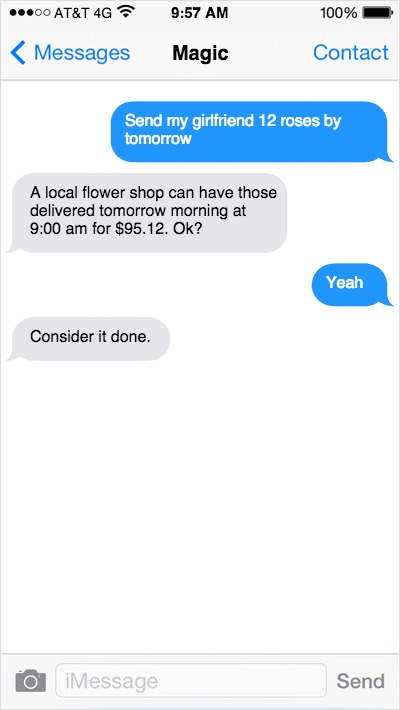 AT&T 4G 9:57 AM 100%
Messages Magic Contact
Send my girlfriend 12 roses by
tomorrow
A local flower shop can have those
delivered tomorrow morning at
9:00 am for $95.12. Ok?
Yeah
Consider it done.
iMessage Send